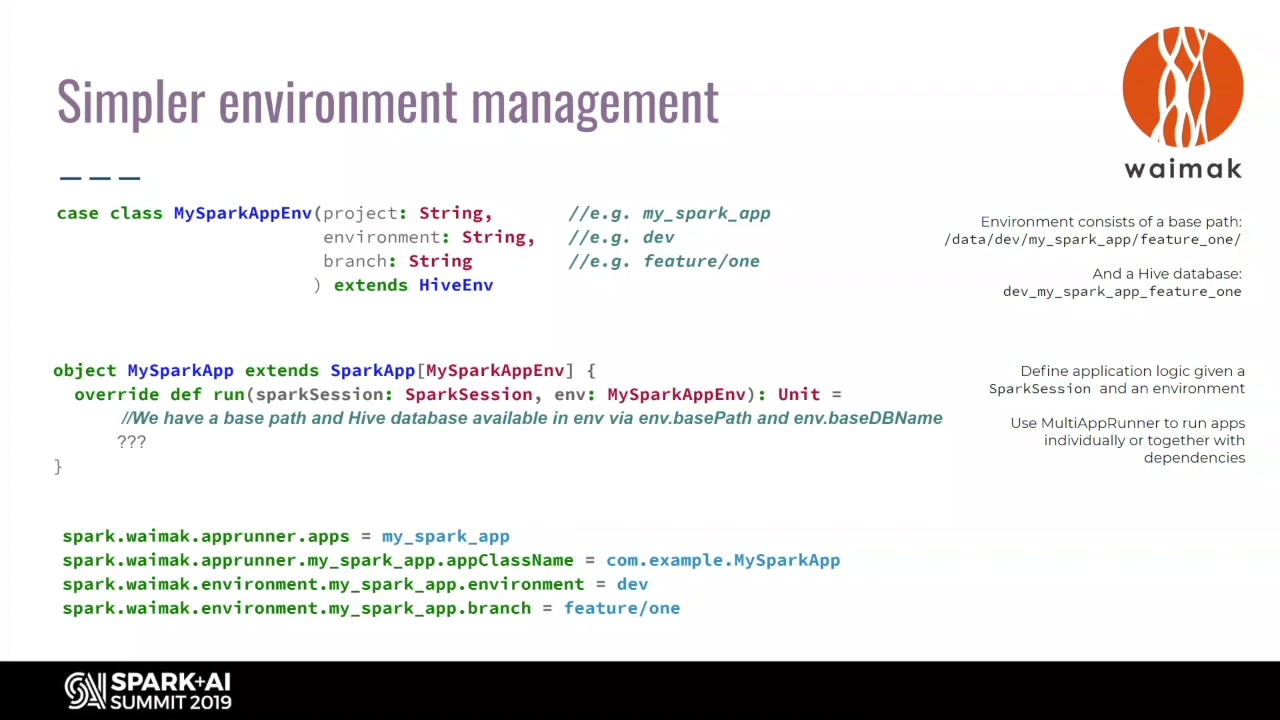 Simpler environment management
waimak
case class MySparkAppEnv(project: String, //e.g. my_spark_app
environment: String, //e.g. dev
branch: String //e.g. feature/one
) extends HiveEnv
Environment consists of a base path:
/data/dev/my_spark_app/feature_one/
And a Hive database:
dev_my_spark_app_feature_one
object MySparkApp extends SparkApp[MySparkAppEnv] {
override def run(sparkSession: SparkSession, env: MySparkAppEnv): Unit =
//We have a base path and Hive database available in env via env.basePath and env.baseDBName
???
}
Define application logic given a
SparkSession and an environment
Use MultiAppRunner to run apps
individually or together with
dependencies
spark.waimak.apprunner.apps = my_spark_app
spark.waimak.apprunner.my_spark_app.appClassName = com.example.MySparkApp
spark.waimak.environment.my_spark_app.environment = dev
spark.waimak.environment.my_spark_app.branch = feature/one
SPARK+AI
SUMMIT 2019